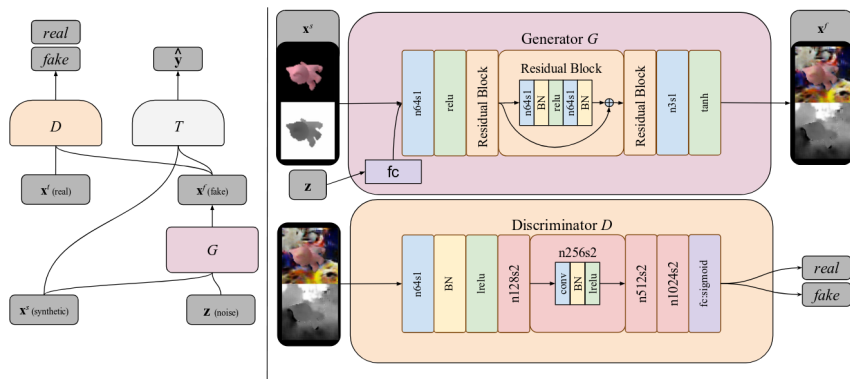 real
fake
ŷ
D
T
x^t (real)
x^f (fake)
G
x^s (synthetic)
z (noise)
x^s
Generator G
x^f
n64s1
relu
Residual Block
Residual Block
n64s1
BN
relu
n64s1
BN
Residual Block
n3s1
tanh
fc
z
Discriminator D
n64s1
BN
lrelu
n128s2
n256s2
conv
BN
lrelu
n512s2
n1024s2
fc:sigmoid
real
fake